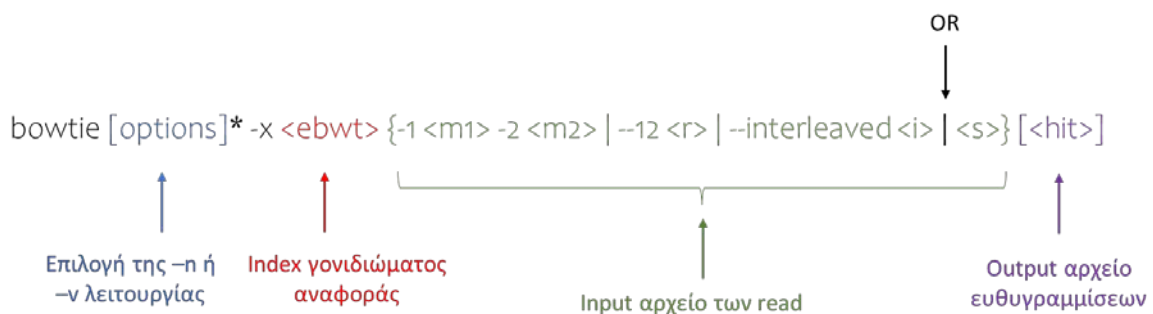 OR
bowtie [options]* -x <ebwt> {-1 <m1> -2 <m2> | --12 <r> | --interleaved <i> | <s>} [<hit>]
Επιλογή της –n ή
–v λειτουργίας
Index γονιδιώματος
αναφοράς
Input αρχείο των read
Output αρχείο
ευθυγραμμίσεων